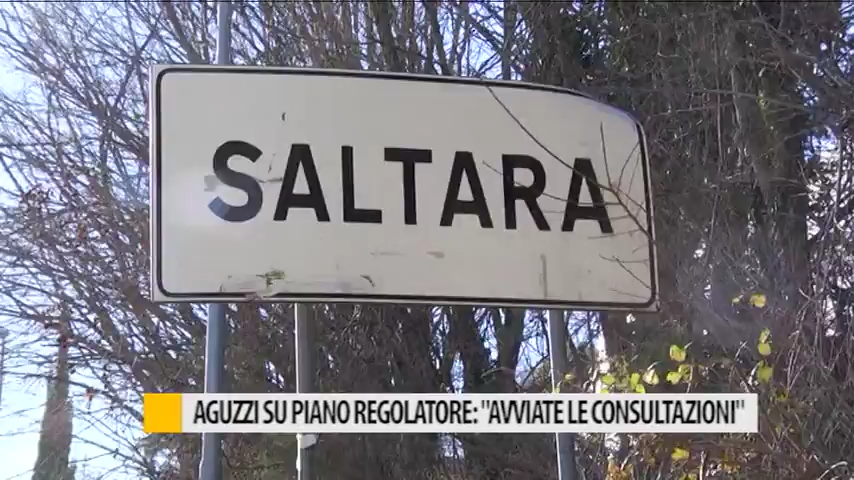 SALTARA
AGUZZI SU PIANO REGOLATORE: "AVVIATE LE CONSULTAZIONI"